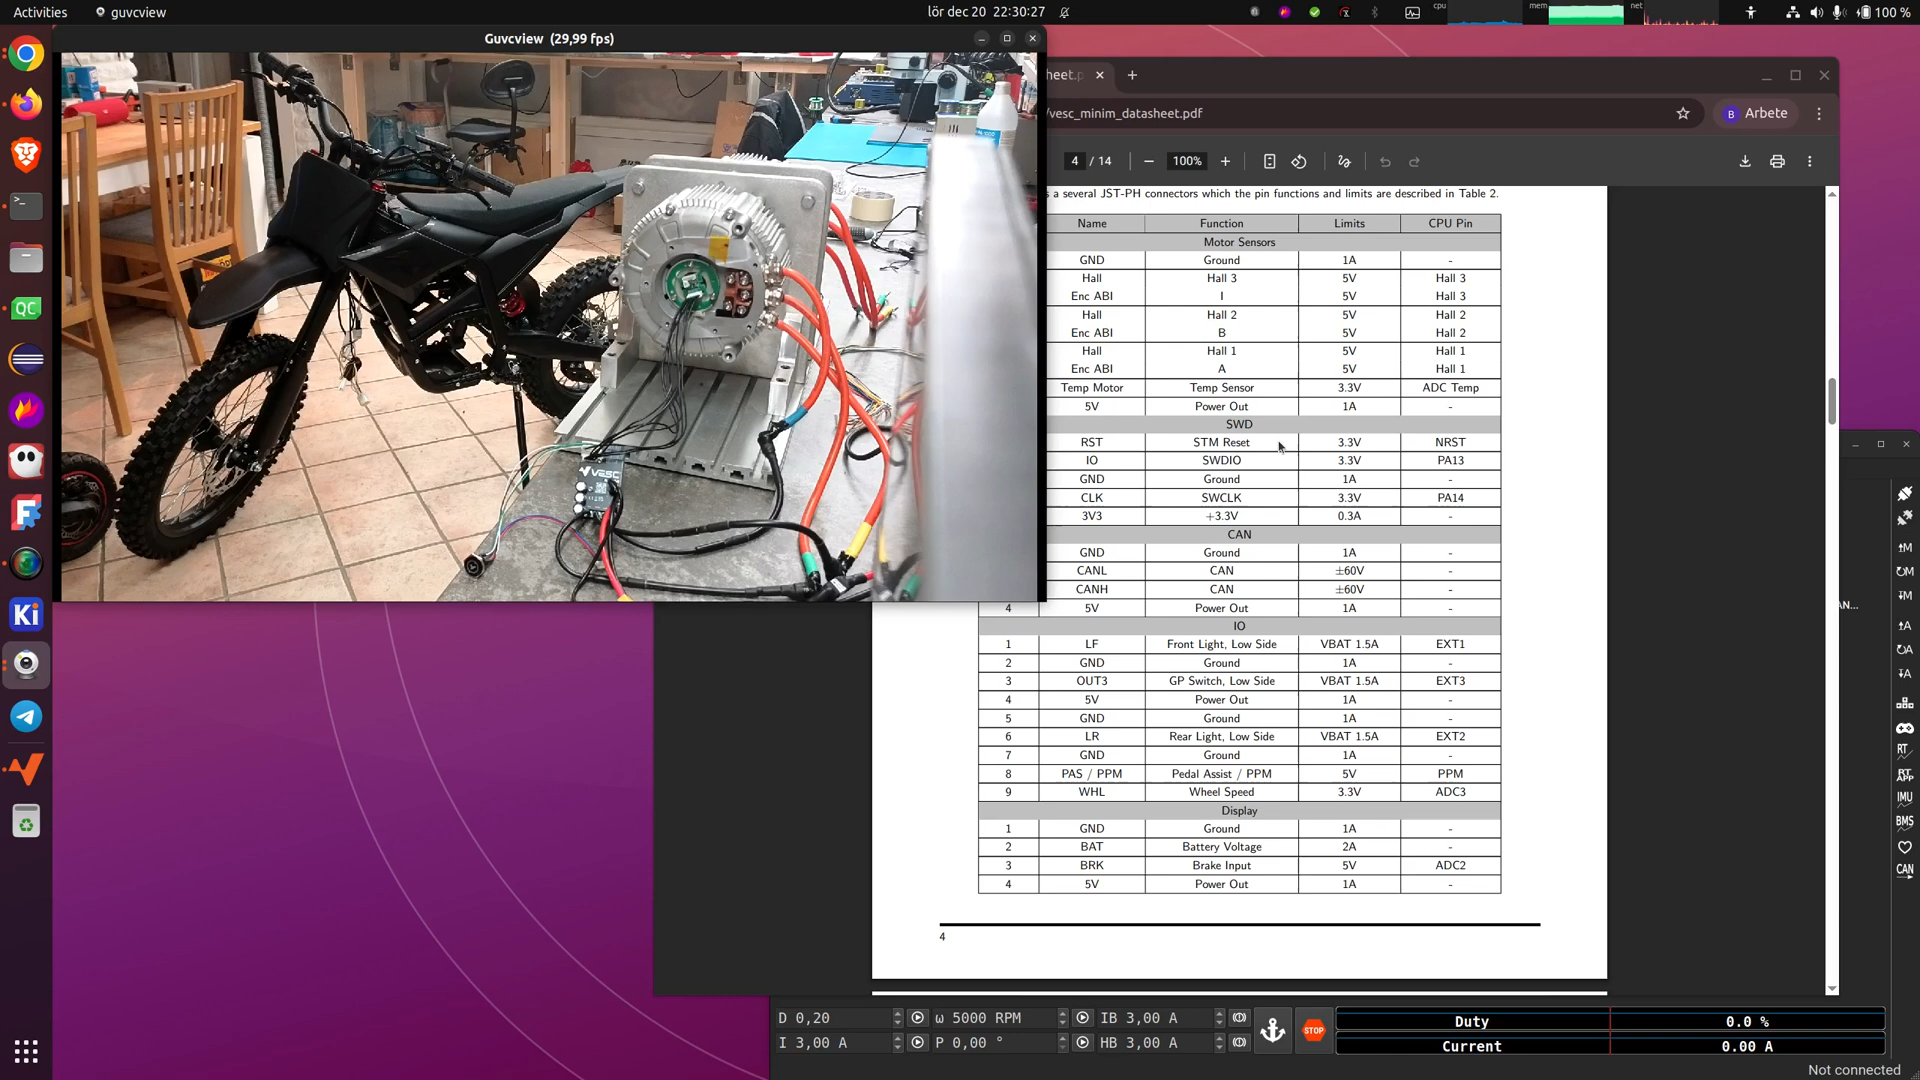 Activities
guvcview
lör dec 20 22:30:27
cpu
mem
net
100 %
Guvcview (29,99 fps)
/vesc_minim_datasheet.pdf
B Arbete
4 / 14
100%
s a several JST-PH connectors which the pin functions and limits are described in Table 2.
Name Function Limits CPU Pin
Motor Sensors
GND Ground 1A -
Hall Hall 3 5V Hall 3
Enc ABI I 5V Hall 3
Hall Hall 2 5V Hall 2
Enc ABI B 5V Hall 2
Hall Hall 1 5V Hall 1
Enc ABI A 5V Hall 1
Temp Motor Temp Sensor 3.3V ADC Temp
5V Power Out 1A -
SWD
RST STM Reset 3.3V NRST
IO SWDIO 3.3V PA13
GND Ground 1A -
CLK SWCLK 3.3V PA14
3V3 +3.3V 0.3A -
CAN
GND Ground 1A -
CANL CAN ±60V -
CANH CAN ±60V -
4 5V Power Out 1A -
IO
1 LF Front Light, Low Side VBAT 1.5A EXT1
2 GND Ground 1A -
3 OUT3 GP Switch, Low Side VBAT 1.5A EXT3
4 5V Power Out 1A -
5 GND Ground 1A -
6 LR Rear Light, Low Side VBAT 1.5A EXT2
7 GND Ground 1A -
8 PAS / PPM Pedal Assist / PPM 5V PPM
9 WHL Wheel Speed 3.3V ADC3
Display
1 GND Ground 1A -
2 BAT Battery Voltage 2A -
3 BRK Brake Input 5V ADC2
4 5V Power Out 1A -
4
VESC
QC
Ki
M
M
M
A
A
A
RT
RT
APP
IMU
BMS
CAN
D 0,20
ω 5000 RPM
IB 3,00 A
I 3,00 A
P 0,00 °
HB 3,00 A
STOP
Duty 0.0 %
Current 0.00 A
Not connected